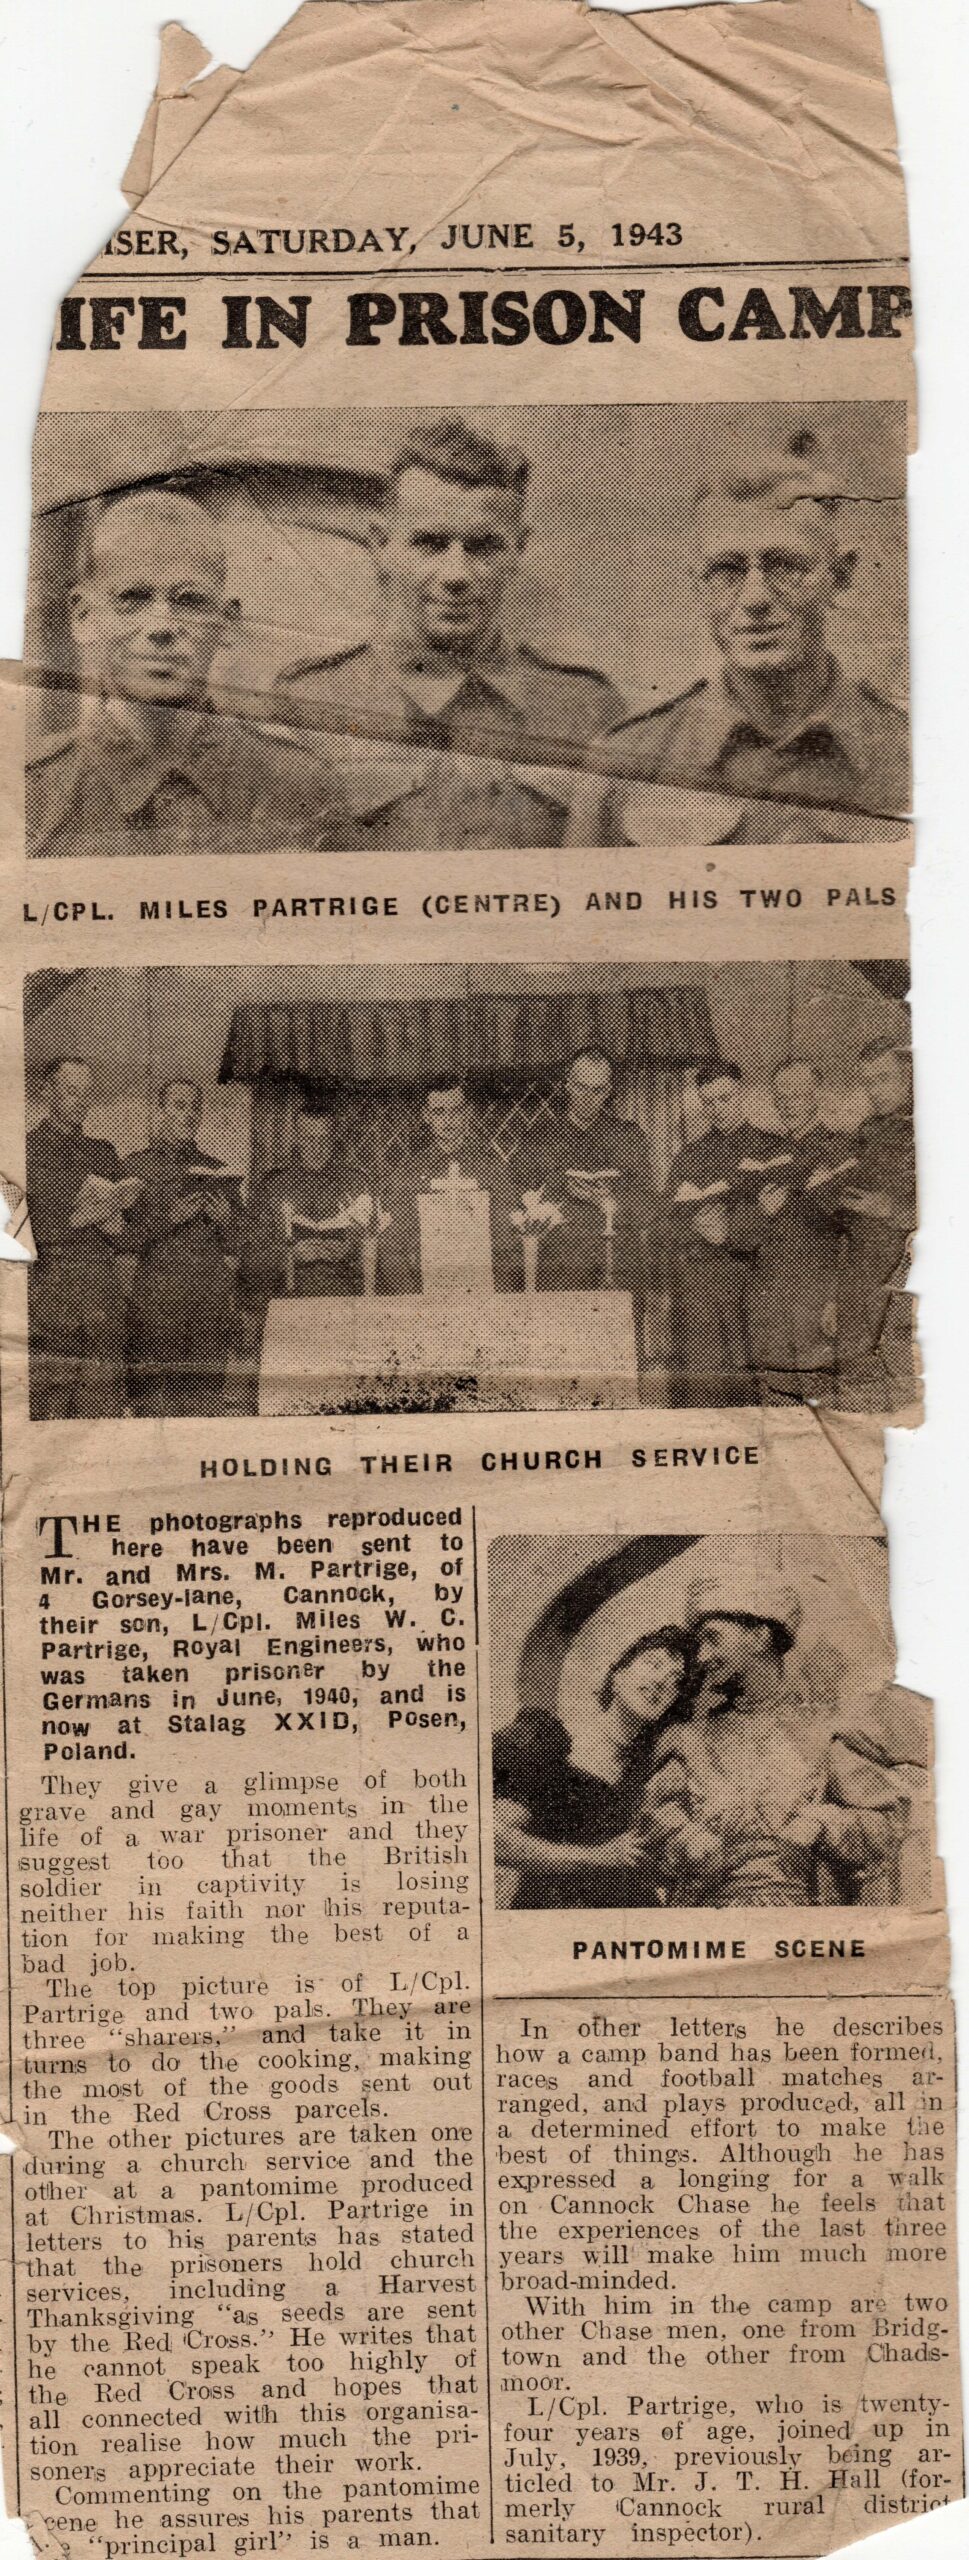 ISER, SATURDAY, JUNE 5, 1943
IFE IN PRISON CAMP
L/CPL. MILES PARTRIGE (CENTRE) AND HIS TWO PALS
HOLDING THEIR CHURCH SERVICE
THE photographs reproduced
here have been sent to
Mr. and Mrs. M. Partrige, of
4 Gorsey-lane, Cannock, by
their son, L/Cpl. Miles W. C.
Partrige, Royal Engineers, who
was taken prisoner by the
Germans in June, 1940, and is
now at Stalag XXID, Posen,
Poland.
They give a glimpse of both
grave and gay moments in the
life of a war prisoner and they
suggest too that the British
soldier in captivity is losing
neither his faith nor his reputa-
tion for making the best of a
bad job.
The top picture is of L/Cpl.
Partrige and two pals. They are
three "sharers," and take it in
turns to do the cooking, making
the most of the goods sent out
in the Red Cross parcels.
The other pictures are taken one
during a church service and the
other at a pantomime produced
at Christmas. L/Cpl. Partrige in
letters to his parents has stated
that the prisoners hold church
services, including a Harvest
Thanksgiving "as seeds are sent
by the Red Cross." He writes that
he cannot speak too highly of
the Red Cross and hopes that
all connected with this organisa-
tion realise how much the pri-
soners appreciate their work.
Commenting on the pantomime
cene he assures his parents that
"principal girl" is a man.
PANTOMIME SCENE
In other letters he describes
how a camp band has been formed,
races and football matches ar-
ranged, and plays produced, all in
a determined effort to make the
best of things. Although he has
expressed a longing for a walk
on Cannock Chase he feels that
the experiences of the last three
years will make him much more
broad-minded.
With him in the camp are two
other Chase men, one from Bridg-
town and the other from Chads-
moor.
L/Cpl. Partrige, who is twenty-
four years of age, joined up in
July, 1939, previously being ar-
ticled to Mr. J. T. H. Hall (for-
merly Cannock rural district
sanitary inspector).